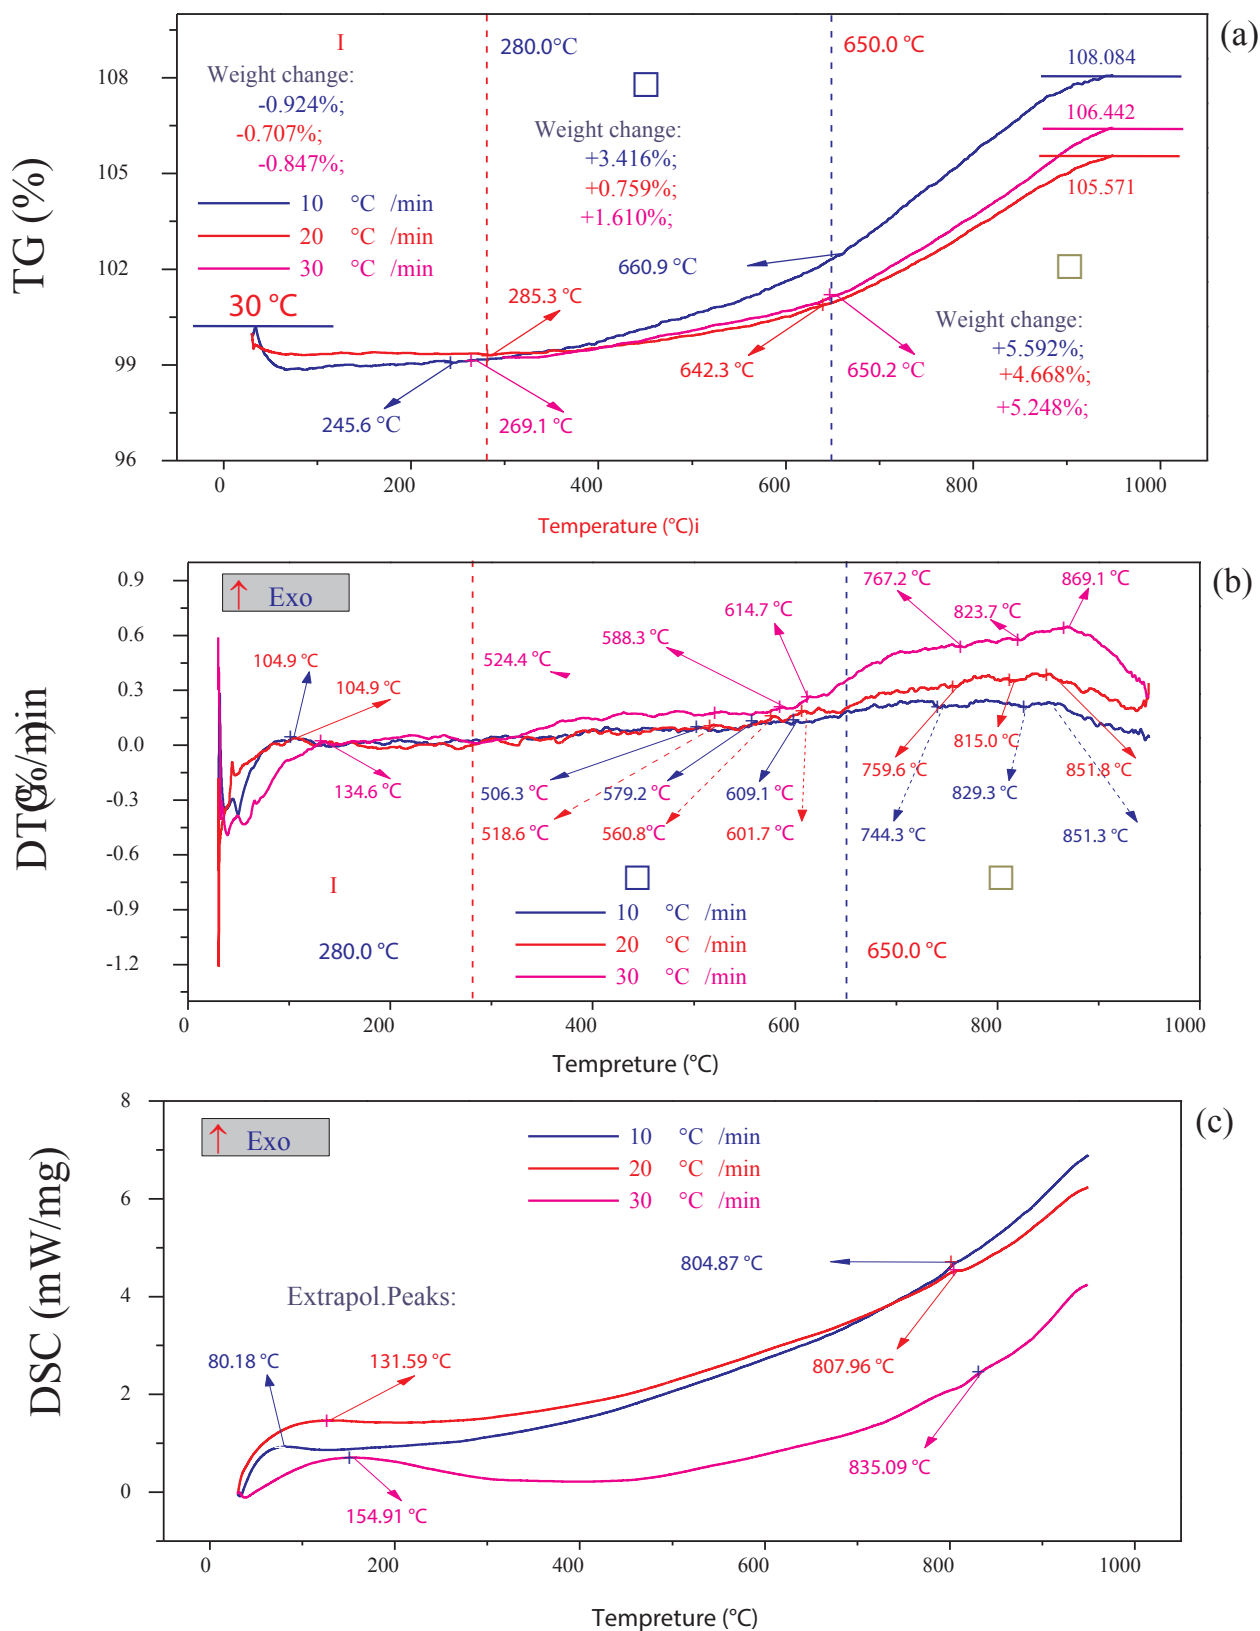 (a)
I
280.0°C
650.0 °C
108.084
108
Weight change:
-0.924%;
-0.707%;
-0.847%;
Weight change:
+3.416%;
+0.759%;
+1.610%;
106.442
105
105.571
10 °C /min
20 °C /min
30 °C /min
TG (%)
102
660.9 °C
30 °C
285.3 °C
Weight change:
+5.592%;
+4.668%;
+5.248%;
99
642.3 °C
650.2 °C
245.6 °C
269.1 °C
96
0 200 400 600 800 1000
Temperature (°C)i
(b)
0.9
↑ Exo
767.2 °C
869.1 °C
823.7 °C
614.7 °C
0.6
588.3 °C
104.9 °C
524.4 °C
0.3
104.9 °C
DTG(%/min
0.0
134.6 °C
506.3 °C
579.2 °C
609.1 °C
759.6 °C
815.0 °C
851.8 °C
829.3 °C
-0.3
518.6 °C
560.8°C
601.7 °C
744.3 °C
851.3 °C
-0.6
I
-0.9
10 °C /min
20 °C /min
30 °C /min
280.0 °C
650.0 °C
-1.2
0 200 400 600 800 1000
Tempreture (°C)
(c)
8
↑ Exo
10 °C /min
20 °C /min
30 °C /min
6
804.87 °C
DSC (mW/mg)
4
Extrapol.Peaks:
80.18 °C
131.59 °C
807.96 °C
2
835.09 °C
0
154.91 °C
0 200 400 600 800 1000
Tempreture (°C)